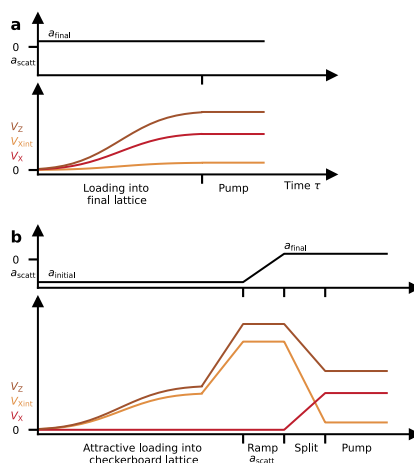 a
a_final
0
a_scatt
V_Z
V_Xint
V_X
0
Loading into
final lattice
Pump
Time τ
b
a_final
0
a_scatt
a_initial
V_Z
V_Xint
V_X
0
Attractive loading into
checkerboard lattice
Ramp
a_scatt
Split
Pump